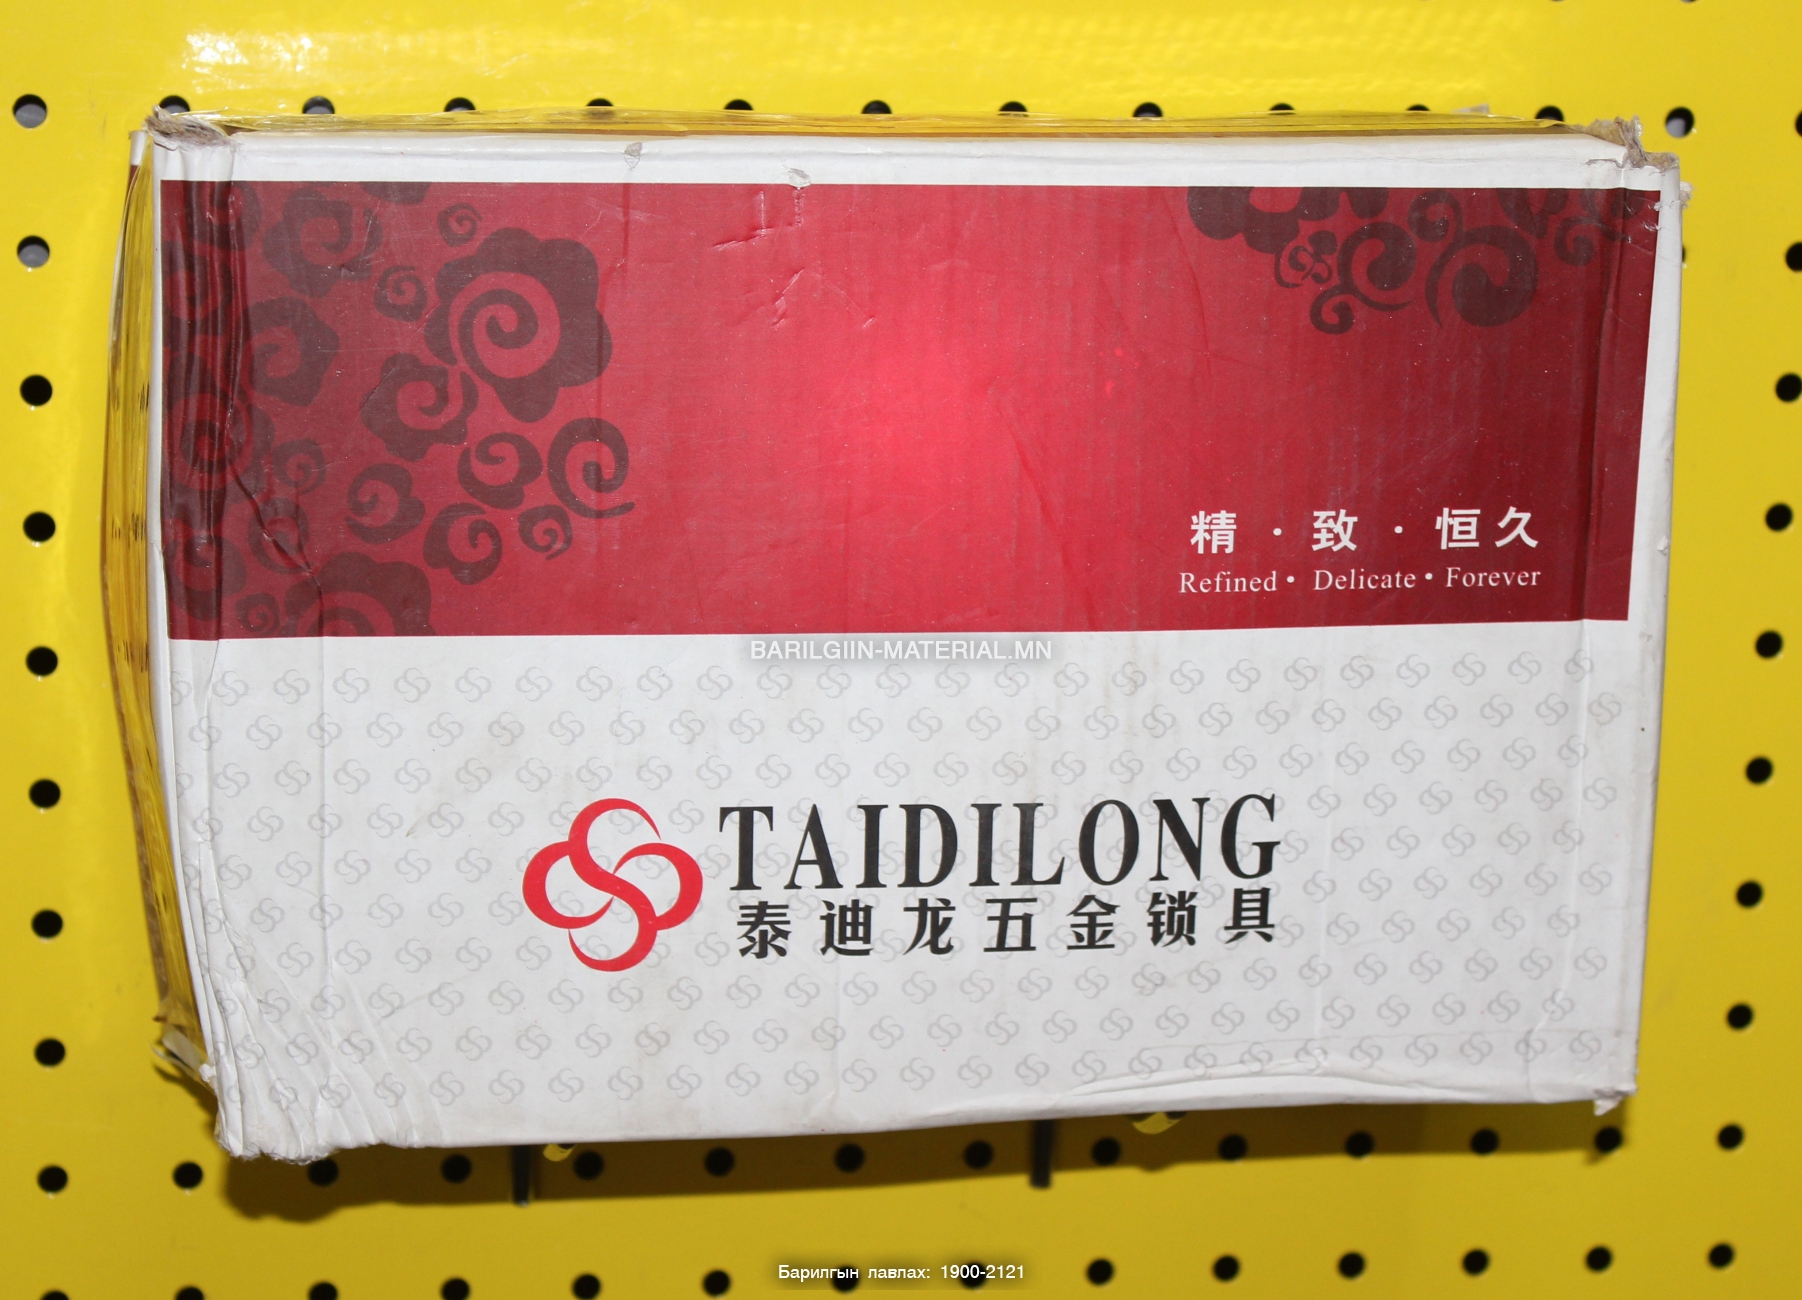 精·致·恒久
Refined• Delicate• Forever
BARILGIIN-MATERIAL.MN
TAIDILONG
泰迪龙五金锁具
Барилгын лавлах: 1900-2121